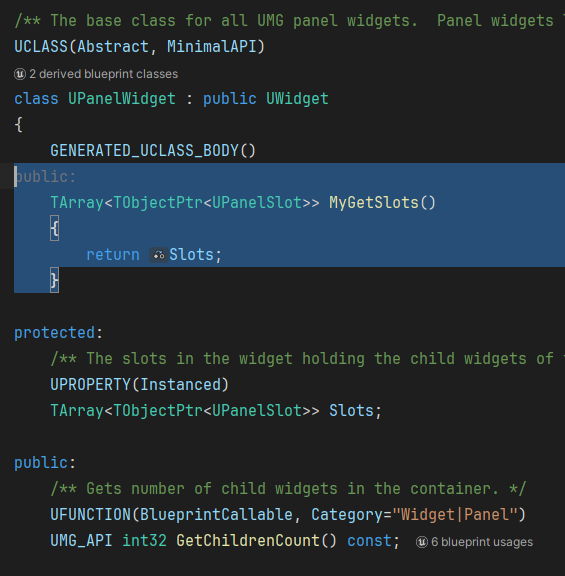 /** The base class for all UMG panel widgets.  Panel widgets
UCLASS(Abstract, MinimalAPI)
2 derived blueprint classes
class UPanelWidget : public UWidget
{
GENERATED_UCLASS_BODY()
public:
TArray<TObjectPtr<UPanelSlot>> MyGetSlots()
{
return Slots;
}
protected:
/** The slots in the widget holding the child widgets of
UPROPERTY(Instanced)
TArray<TObjectPtr<UPanelSlot>> Slots;
public:
/** Gets number of child widgets in the container. */
UFUNCTION(BlueprintCallable, Category="Widget|Panel")
UMG_API int32 GetChildrenCount() const; 6 blueprint usages